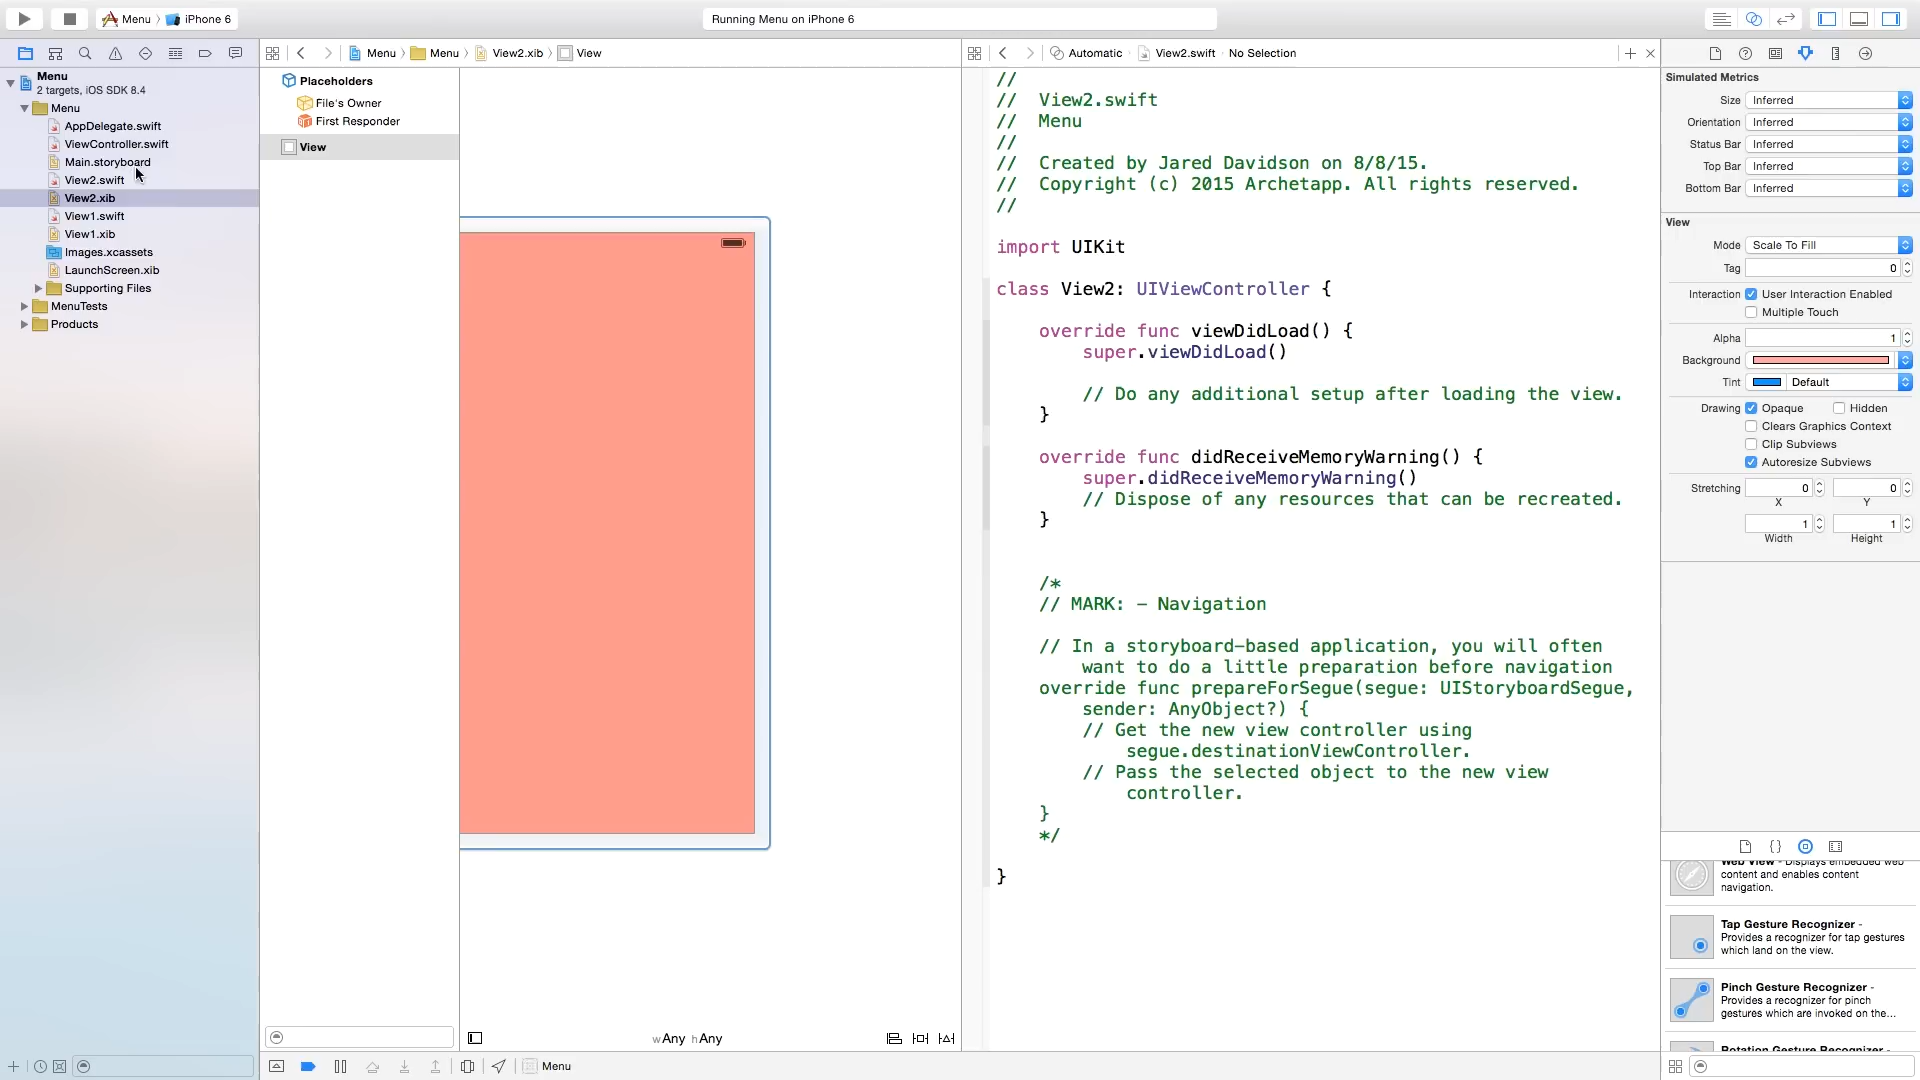 Menu
iPhone 6
Running Menu on iPhone 6
Menu
2 targets, iOS SDK 8.4
Menu
AppDelegate.swift
ViewController.swift
Main.storyboard
View2.swift
View2.xib
View1.swift
View1.xib
Images.xcassets
LaunchScreen.xib
Supporting Files
MenuTests
Products
Menu
Menu
View2.xib
View
Placeholders
File's Owner
First Responder
View
wAny hAny
Menu
Automatic
View2.swift
No Selection
//
// View2.swift
// Menu
//
// Created by Jared Davidson on 8/8/15.
// Copyright (c) 2015 Archetapp. All rights reserved.
//
import UIKit
class View2: UIViewController {
override func viewDidLoad() {
super.viewDidLoad()
// Do any additional setup after loading the view.
}
override func didReceiveMemoryWarning() {
super.didReceiveMemoryWarning()
// Dispose of any resources that can be recreated.
}
/*
// MARK: - Navigation
// In a storyboard-based application, you will often
want to do a little preparation before navigation
override func prepareForSegue(segue: UIStoryboardSegue,
sender: AnyObject?) {
// Get the new view controller using
segue.destinationViewController.
// Pass the selected object to the new view
controller.
}
*/
}
Simulated Metrics
Size Inferred
Orientation Inferred
Status Bar Inferred
Top Bar Inferred
Bottom Bar Inferred
View
Mode Scale To Fill
Tag 0
Interaction User Interaction Enabled
Multiple Touch
Alpha 1
Background
Tint Default
Drawing Opaque Hidden
Clears Graphics Context
Clip Subviews
Autoresize Subviews
Stretching 0 0
X Y
1 1
Width Height
{}
Web View - Displays embedded web
content and enables content
navigation.
Tap Gesture Recognizer -
Provides a recognizer for tap gestures
which land on the view.
Pinch Gesture Recognizer -
Provides a recognizer for pinch
gestures which are invoked on the...
Rotation Gesture Recognizer -